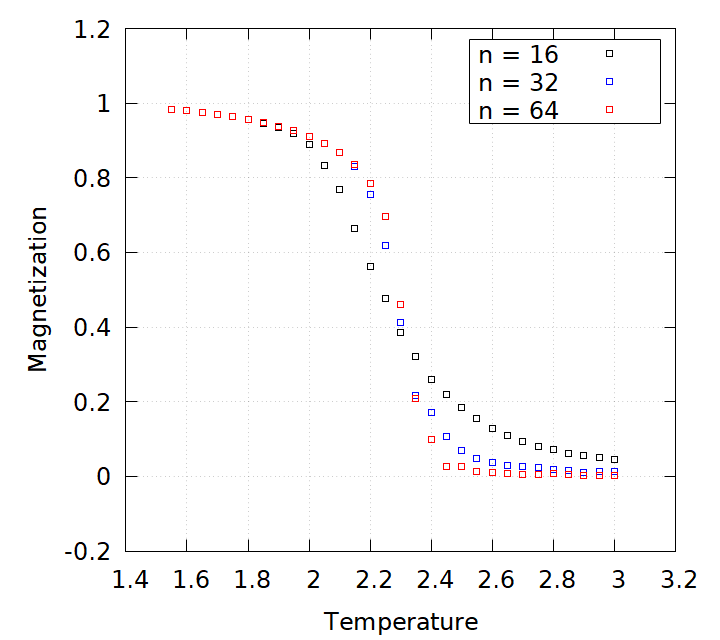 1.2
1
0.8
0.6
0.4
0.2
0
-0.2
Magnetization
n = 16
n = 32
n = 64
1.4 1.6 1.8 2 2.2 2.4 2.6 2.8 3 3.2
Temperature